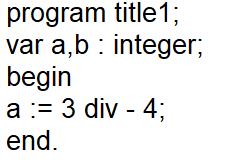 program title1;
var a,b : integer;
begin
a := 3 div - 4;
end.